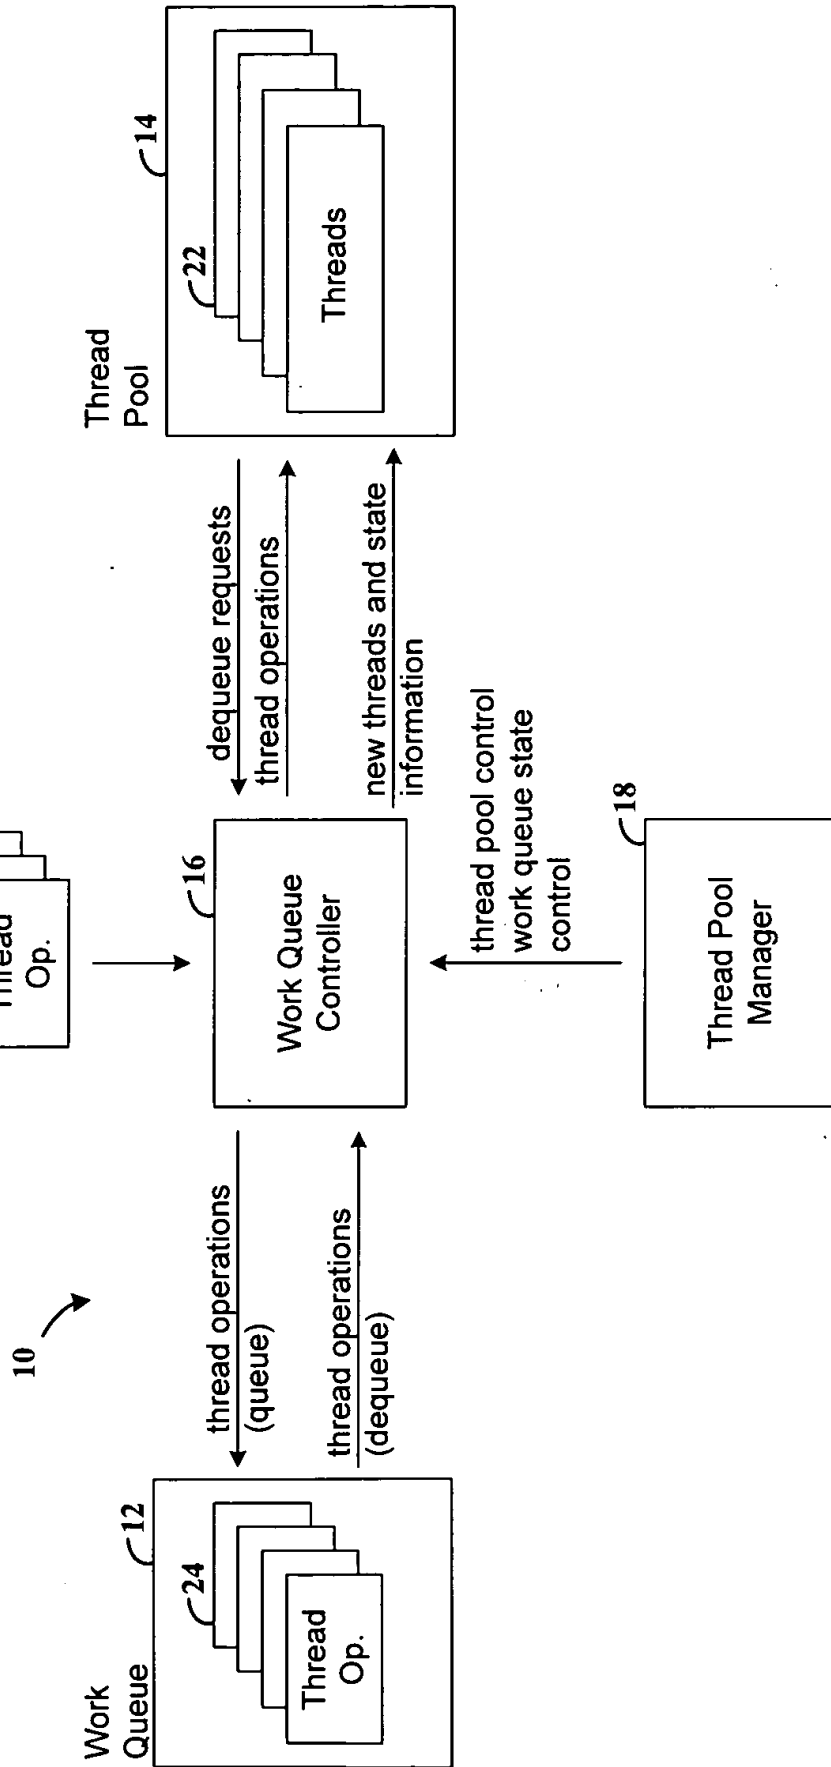 Thread
Op.
10
Work
Queue
12
24
Thread
Op.
thread operations
(queue)
thread operations
(dequeue)
16
Work Queue
Controller
dequeue requests
thread operations
new threads and state
information
Thread
Pool
14
22
Threads
thread pool control
work queue state
control
18
Thread Pool
Manager